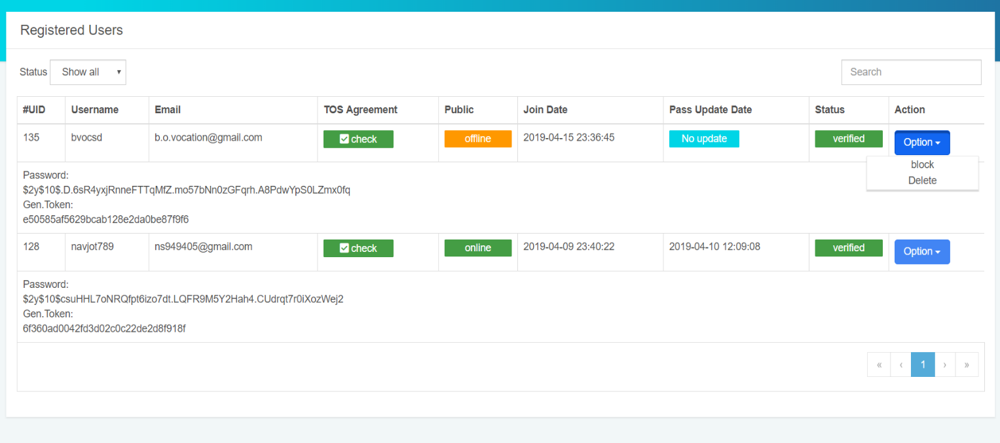 Registered Users
Status Show all Search
#UID Username Email TOS Agreement Public Join Date Pass Update Date Status Action
135 bvocsd b.o.vocation@gmail.com check offline 2019-04-15 23:36:45 No update verified Option
block
Delete
Password:
$2y$10$.D.6sR4yxjRnneFTTqMfZ.mo57bNn0zGFqrh.A8PdwYpS0LZmx0fq
Gen.Token:
e50585af5629bcab128e2da0be87f9f6
128 navjot789 ns949405@gmail.com check online 2019-04-09 23:40:22 2019-04-10 12:09:08 verified Option
Password:
$2y$10$csuHHL7oNRQfpt6izo7dt.LQFR9M5Y2Hah4.CUdrqt7r0iXozWej2
Gen.Token:
6f360ad0042fd3d02c0c22de2d8f918f
« ‹ 1 › »